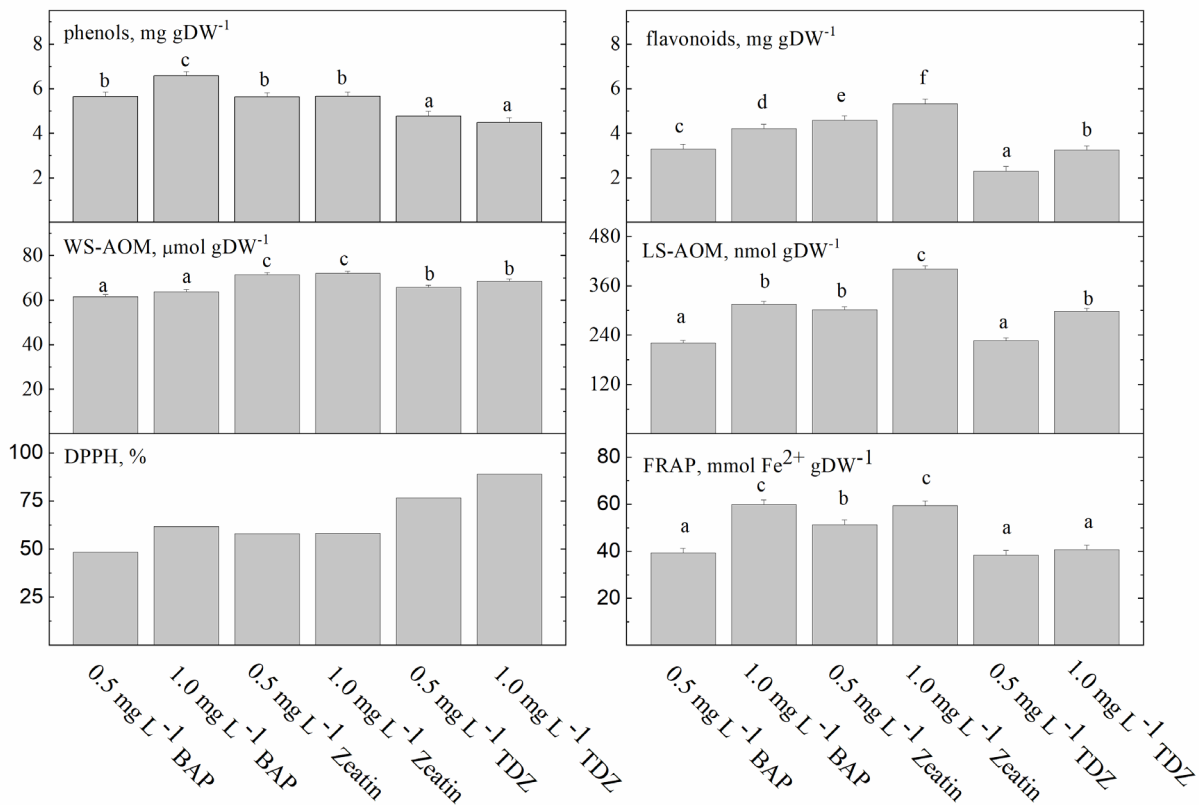 phenols, mg gDW⁻¹
8
6
4
2
b
c
b
b
a
a
flavonoids, mg gDW⁻¹
8
6
4
2
c
d
e
f
a
b
WS-AOM, μmol gDW⁻¹
80
60
40
20
a
a
c
c
b
b
LS-AOM, nmol gDW⁻¹
480
360
240
120
a
b
b
c
a
b
DPPH, %
100
75
50
25
FRAP, mmol Fe²⁺ gDW⁻¹
80
60
40
20
a
c
b
c
a
a
0.5 mg L⁻¹ BAP
1.0 mg L⁻¹ BAP
0.5 mg L⁻¹ Zeatin
1.0 mg L⁻¹ Zeatin
0.5 mg L⁻¹ TDZ
1.0 mg L⁻¹ TDZ
0.5 mg L⁻¹ BAP
1.0 mg L⁻¹ BAP
0.5 mg L⁻¹ Zeatin
1.0 mg L⁻¹ Zeatin
0.5 mg L⁻¹ TDZ
1.0 mg L⁻¹ TDZ